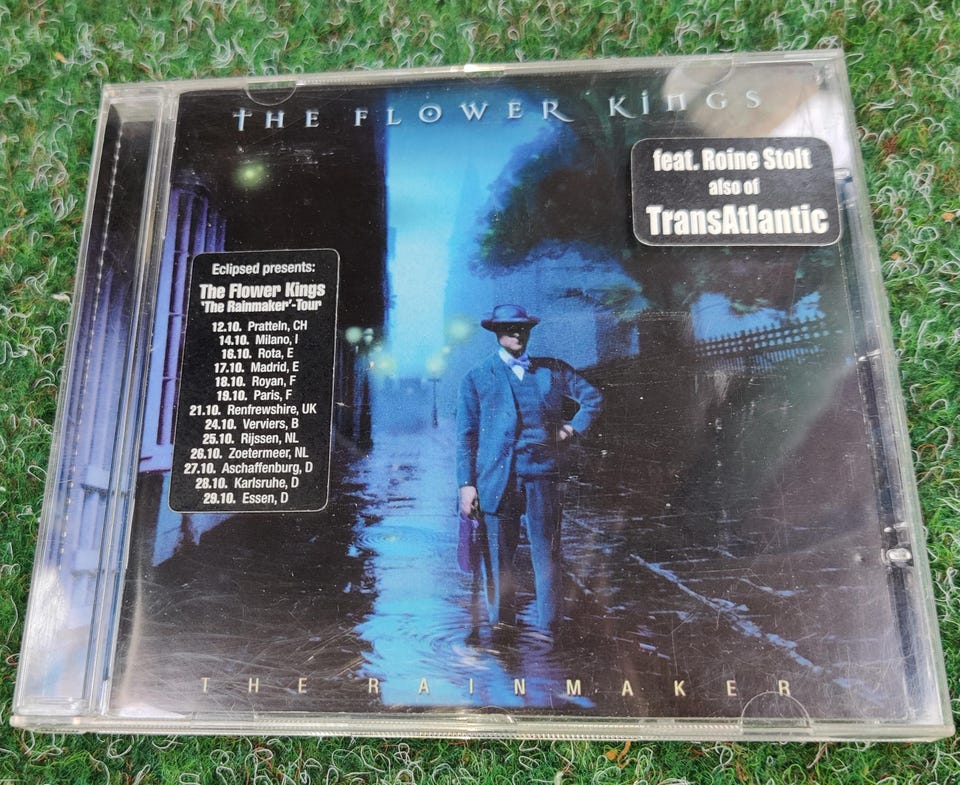 THE FLOWER KINGS
feat. Roine Stolt
also of
TransAtlantic
Eclipsed presents:
The Flower Kings
'The Rainmaker'-Tour
12.10. Pratteln, CH
14.10. Milano, I
16.10. Rota, E
17.10. Madrid, E
18.10. Royan, F
19.10. Paris, F
21.10. Renfrewshire, UK
24.10. Verviers, B
25.10. Rijssen, NL
26.10. Zoetermeer, NL
27.10. Aschaffenburg, D
28.10. Karlsruhe, D
29.10. Essen, D
THE RAINMAKER